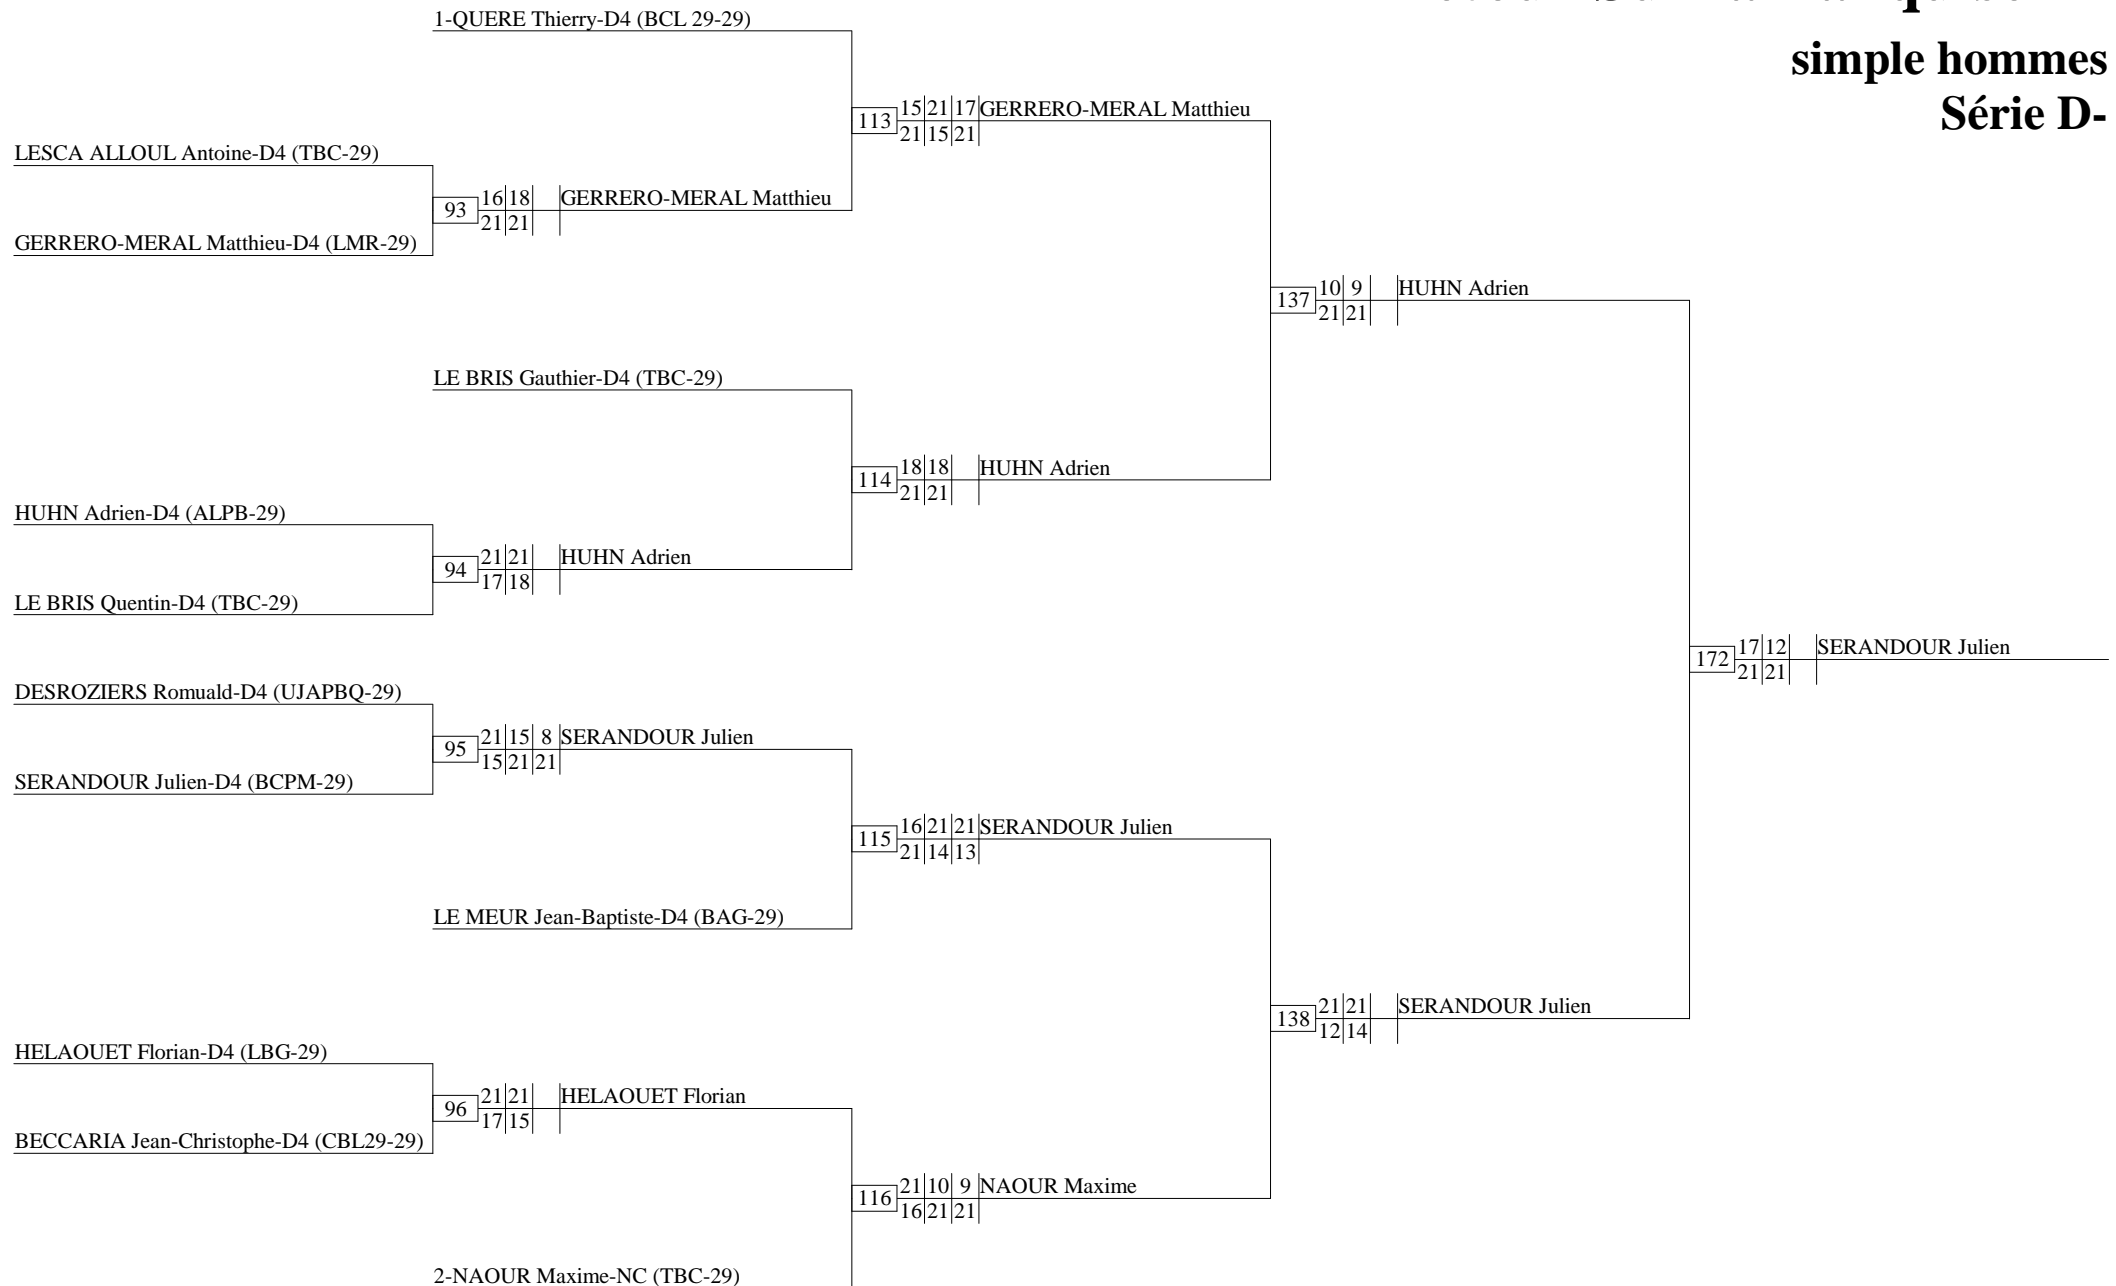 simple hommes
Série D-
1-QUERE Thierry-D4 (BCL 29-29)
113 15 21 17 GERRERO-MERAL Matthieu
21 15 21
LESCA ALLOUL Antoine-D4 (TBC-29)
93 16 18 GERRERO-MERAL Matthieu
21 21
GERRERO-MERAL Matthieu-D4 (LMR-29)
137 10 9 HUHN Adrien
21 21
LE BRIS Gauthier-D4 (TBC-29)
114 18 18 HUHN Adrien
21 21
HUHN Adrien-D4 (ALPB-29)
94 21 21 HUHN Adrien
17 18
LE BRIS Quentin-D4 (TBC-29)
172 17 12 SERANDOUR Julien
21 21
DESROZIERS Romuald-D4 (UJAPBQ-29)
95 21 15 8 SERANDOUR Julien
15 21 21
SERANDOUR Julien-D4 (BCPM-29)
115 16 21 21 SERANDOUR Julien
21 14 13
LE MEUR Jean-Baptiste-D4 (BAG-29)
138 21 21 SERANDOUR Julien
12 14
HELAOUET Florian-D4 (LBG-29)
96 21 21 HELAOUET Florian
17 15
BECCARIA Jean-Christophe-D4 (CBL29-29)
116 21 10 9 NAOUR Maxime
16 21 21
2-NAOUR Maxime-NC (TBC-29)